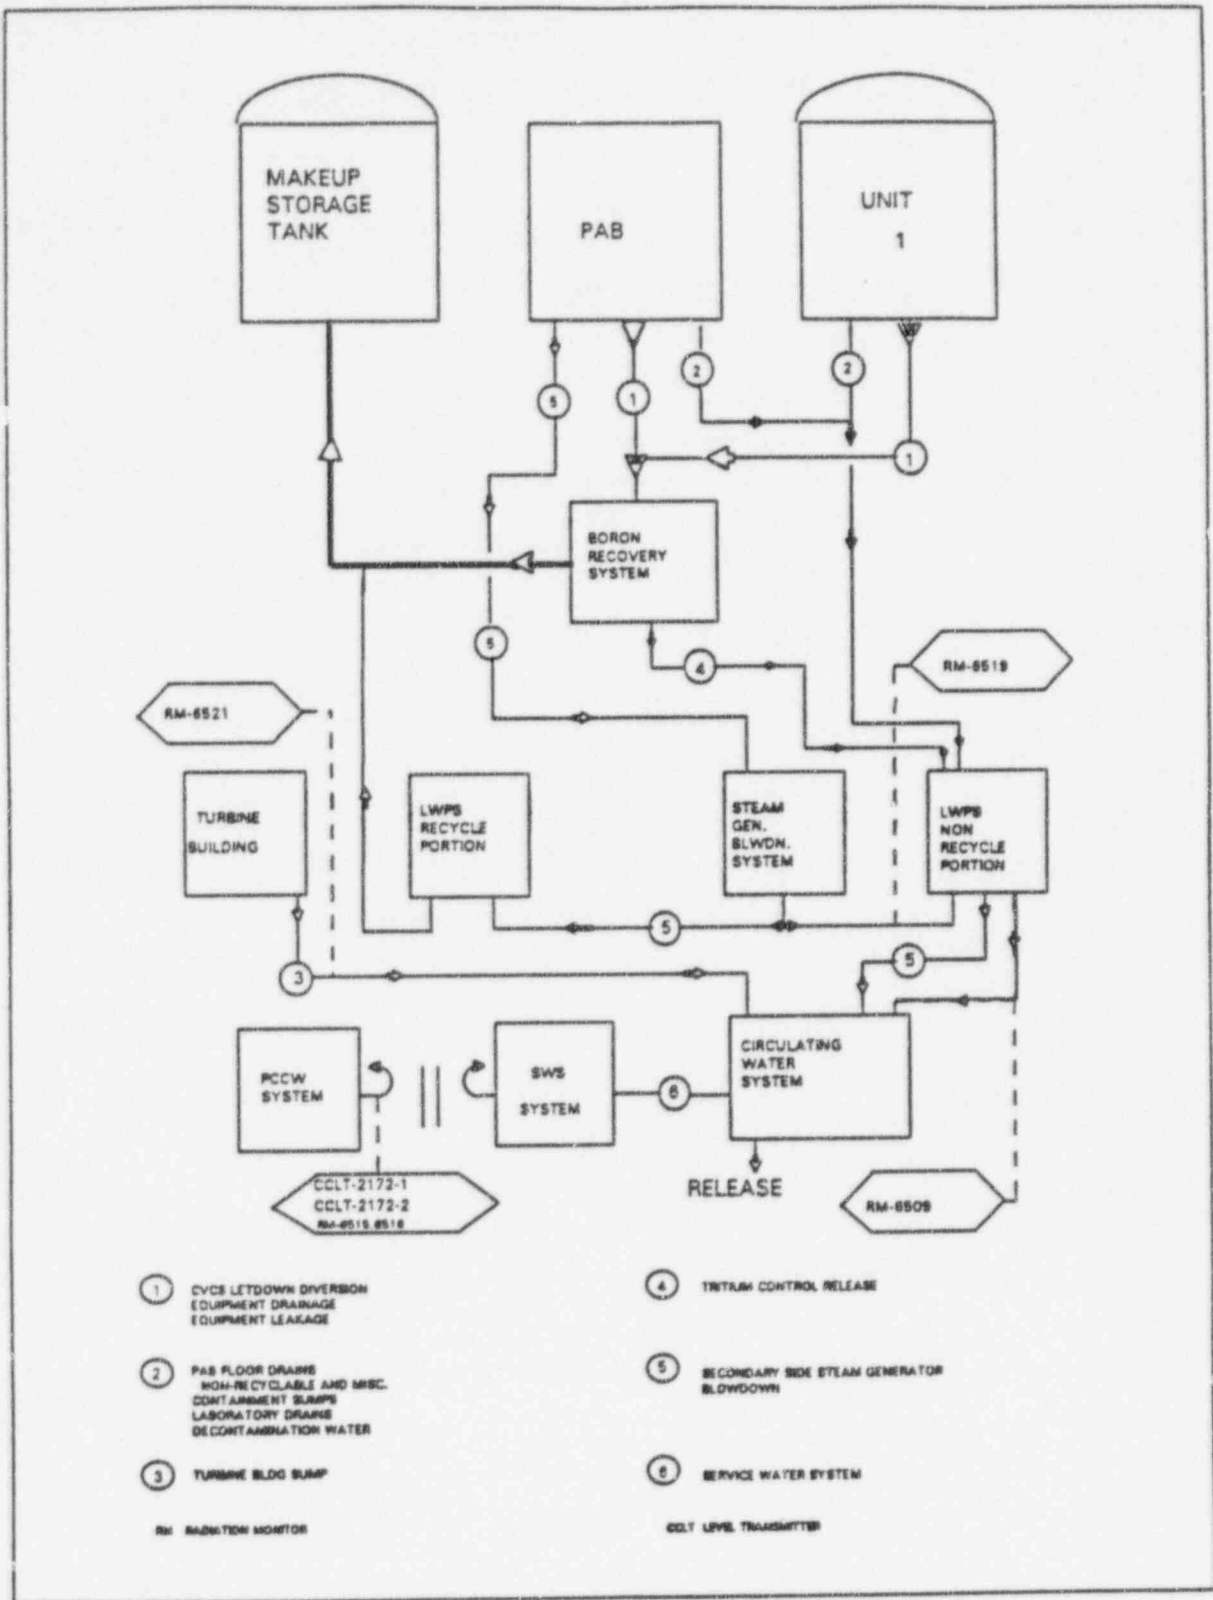 MAKEUP
STORAGE
TANK
PAB
UNIT
1
2
2
5
1
1
BORON
RECOVERY
SYSTEM
5
4
RM-6519
RM-6521
TURBINE
BUILDING
LWPS
RECYCLE
PORTION
STEAM
GEN.
BLWDN.
SYSTEM
LWPS
NON
RECYCLE
PORTION
5
5
3
PCCW
SYSTEM
SWS
SYSTEM
6
CIRCULATING
WATER
SYSTEM
CCLT-2172-1
CCLT-2172-2
RM-6515, 6516
RELEASE
RM-6509
1 CVCS LETDOWN DIVERSION
EQUIPMENT DRAINAGE
EQUIPMENT LEAKAGE
2 PAB FLOOR DRAINS
NON-RECYCLABLE AND MISC.
CONTAINMENT SUMPS
LABORATORY DRAINS
DECONTAMINATION WATER
3 TURBINE BLDG SUMP
RM RADIATION MONITOR
4 TRITIUM CONTROL RELEASE
5 SECONDARY SIDE STEAM GENERATOR
BLOWDOWN
6 SERVICE WATER SYSTEM
CCLT LEVEL TRANSMITTER